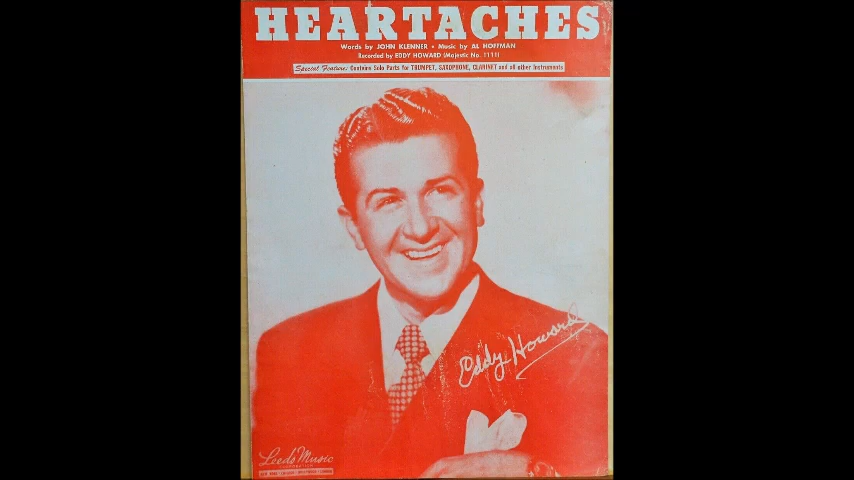 HEARTACHES
Words by JOHN KLENNER • Music by AL HOFFMAN
Recorded by EDDY HOWARD (Majestic No. 1111)
Special Feature: Contains Solo Parts for TRUMPET, SAXOPHONE, CLARINET and all other Instruments
Eddy Howard
Leeds Music
CORPORATION